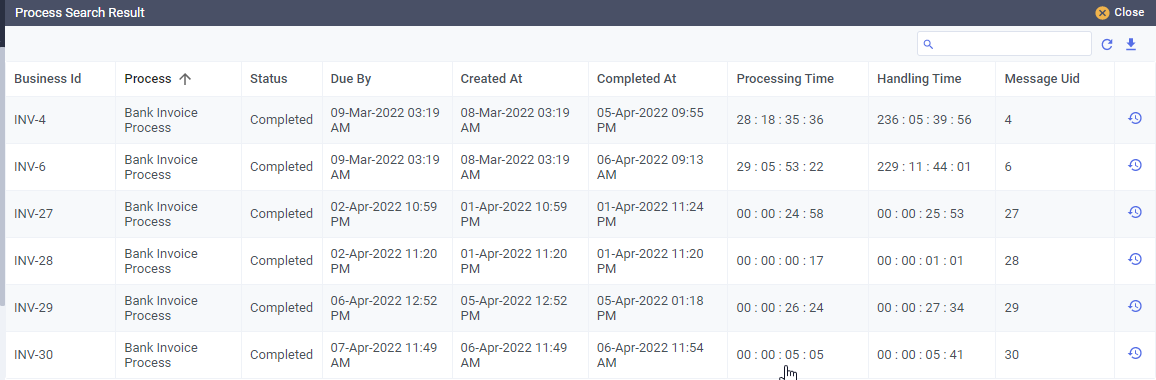 Process Search Result
Close
Business Id Process Status Due By Created At Completed At Processing Time Handling Time Message Uid
INV-4 Bank Invoice Process Completed 09-Mar-2022 03:19 AM 08-Mar-2022 03:19 AM 05-Apr-2022 09:55 PM 28 : 18 : 35 : 36 236 : 05 : 39 : 56 4
INV-6 Bank Invoice Process Completed 09-Mar-2022 03:19 AM 08-Mar-2022 03:19 AM 06-Apr-2022 09:13 AM 29 : 05 : 53 : 22 229 : 11 : 44 : 01 6
INV-27 Bank Invoice Process Completed 02-Apr-2022 10:59 PM 01-Apr-2022 10:59 PM 01-Apr-2022 11:24 PM 00 : 00 : 24 : 58 00 : 00 : 25 : 53 27
INV-28 Bank Invoice Process Completed 02-Apr-2022 11:20 PM 01-Apr-2022 11:20 PM 01-Apr-2022 11:20 PM 00 : 00 : 00 : 17 00 : 00 : 01 : 01 28
INV-29 Bank Invoice Process Completed 06-Apr-2022 12:52 PM 05-Apr-2022 12:52 PM 05-Apr-2022 01:18 PM 00 : 00 : 26 : 24 00 : 00 : 27 : 34 29
INV-30 Bank Invoice Process Completed 07-Apr-2022 11:49 AM 06-Apr-2022 11:49 AM 06-Apr-2022 11:54 AM 00 : 00 : 05 : 05 00 : 00 : 05 : 41 30